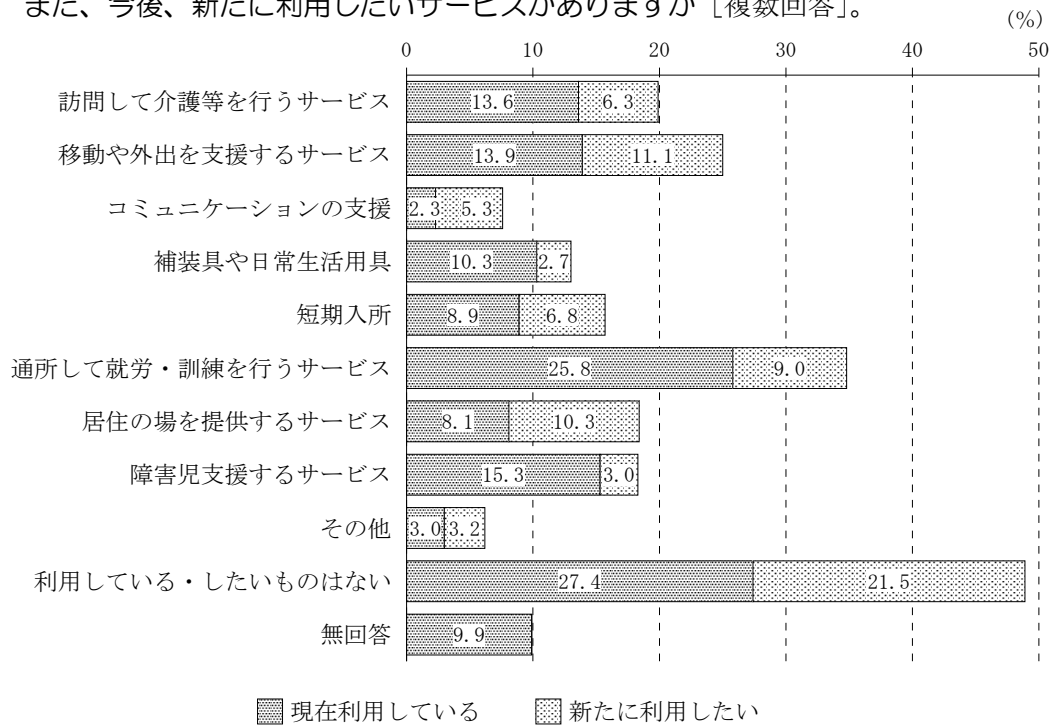 また、今後、新たに利用したいサービスがありますか［複数回答］。
(%)
0 10 20 30 40 50
訪問して介護等を行うサービス 13.6 6.3
移動や外出を支援するサービス 13.9 11.1
コミュニケーションの支援 2.3 5.3
補装具や日常生活用具 10.3 2.7
短期入所 8.9 6.8
通所して就労・訓練を行うサービス 25.8 9.0
居住の場を提供するサービス 8.1 10.3
障害児支援するサービス 15.3 3.0
その他 3.0 3.2
利用している・したいものはない 27.4 21.5
無回答 9.9
現在利用している 新たに利用したい